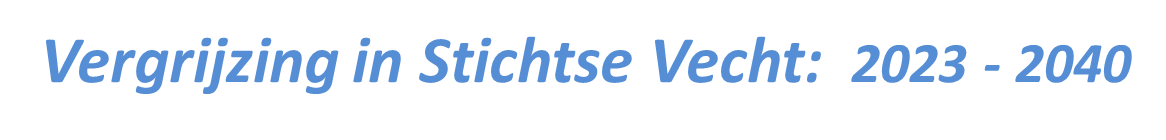 Vergrijzing in Stichtse Vecht: 2023 - 2040